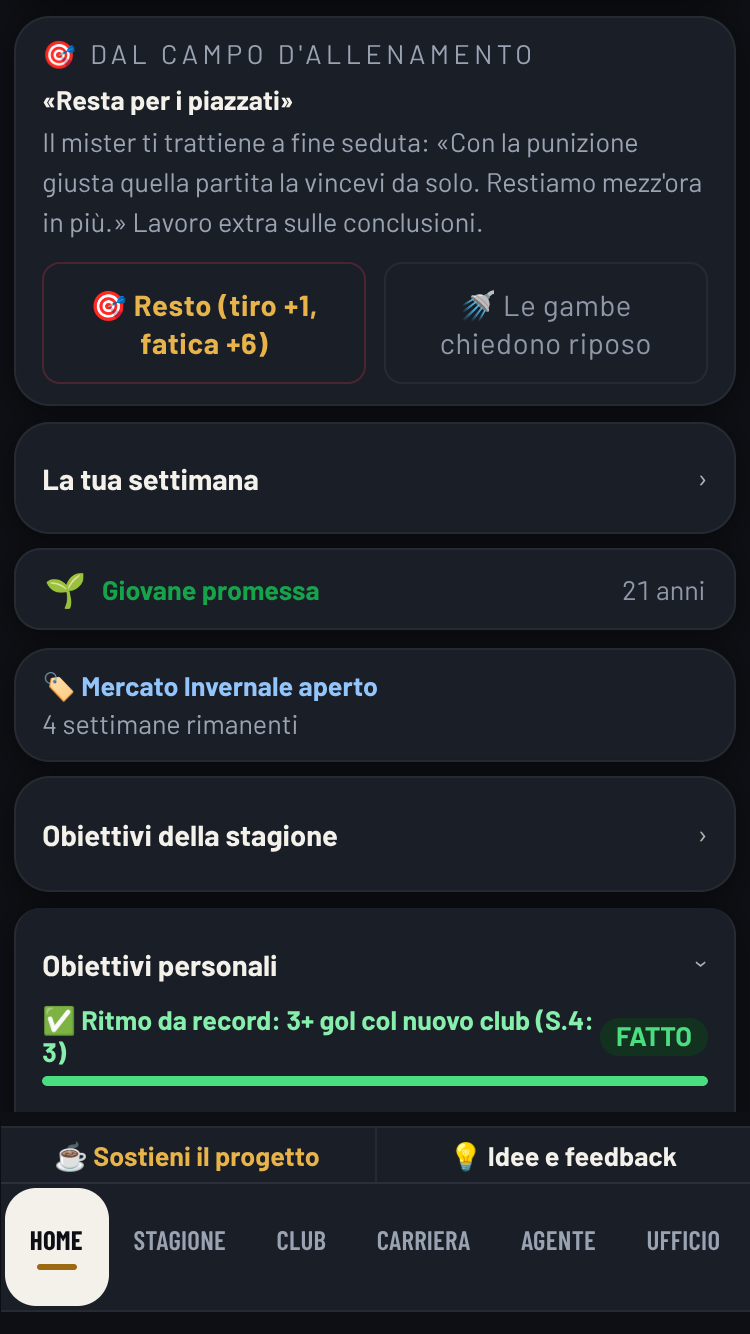 🎯 DAL CAMPO D'ALLENAMENTO
«Resta per i piazzati»
Il mister ti trattiene a fine seduta: «Con la punizione
giusta quella partita la vincevi da solo. Restiamo mezz'ora
in più.» Lavoro extra sulle conclusioni.
🎯 Resto (tiro +1,
fatica +6)
🚿 Le gambe
chiedono riposo
La tua settimana ›
🌱 Giovane promessa 21 anni
🏷️ Mercato Invernale aperto
4 settimane rimanenti
Obiettivi della stagione ›
Obiettivi personali
✅ Ritmo da record: 3+ gol col nuovo club (S.4:
3)
FATTO
☕ Sostieni il progetto
💡 Idee e feedback
HOME STAGIONE CLUB CARRIERA AGENTE UFFICIO